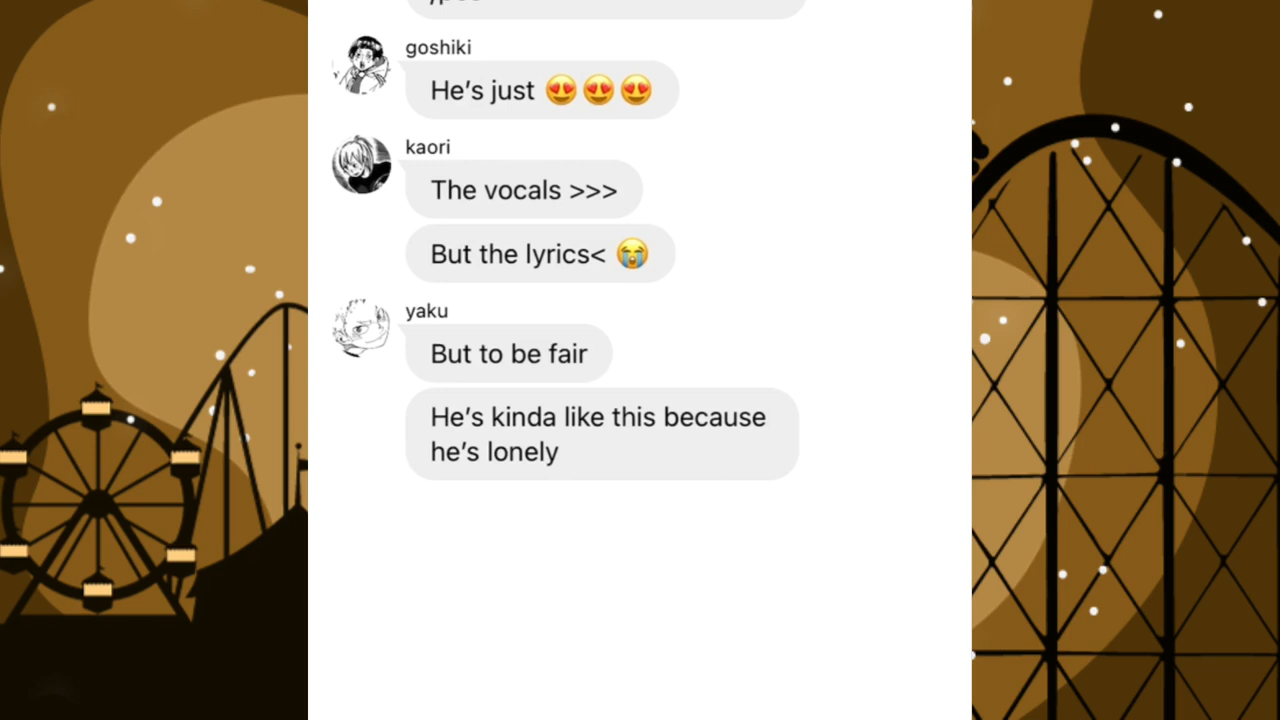 goshiki
He's just 😍😍😍
kaori
The vocals >>>
But the lyrics< 😭
yaku
But to be fair
He's kinda like this because
he's lonely